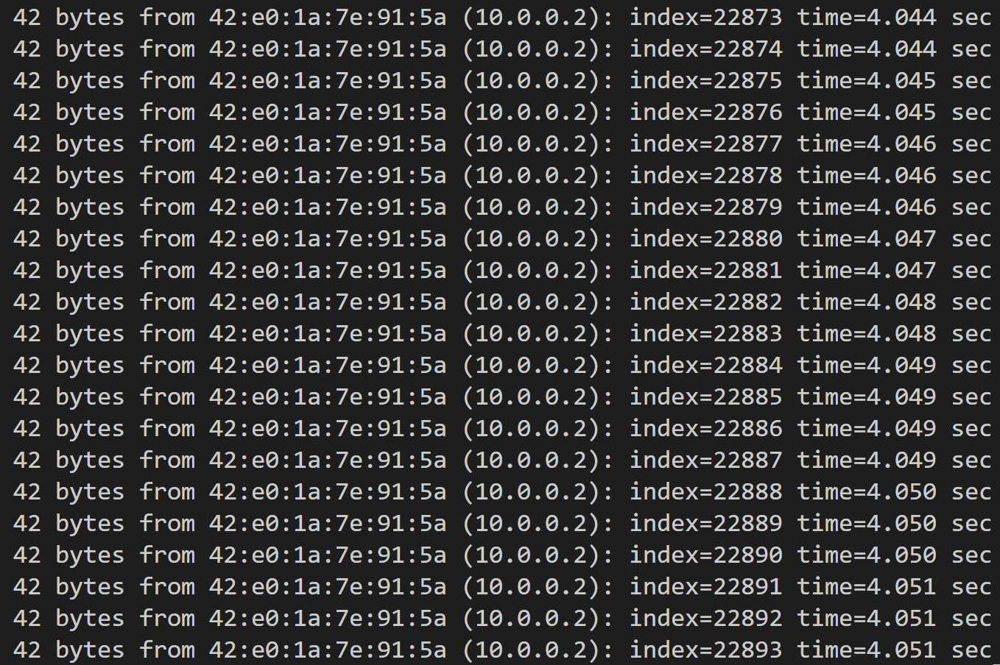 42 bytes from 42:e0:1a:7e:91:5a (10.0.0.2): index=22873 time=4.044 sec
42 bytes from 42:e0:1a:7e:91:5a (10.0.0.2): index=22874 time=4.044 sec
42 bytes from 42:e0:1a:7e:91:5a (10.0.0.2): index=22875 time=4.045 sec
42 bytes from 42:e0:1a:7e:91:5a (10.0.0.2): index=22876 time=4.045 sec
42 bytes from 42:e0:1a:7e:91:5a (10.0.0.2): index=22877 time=4.046 sec
42 bytes from 42:e0:1a:7e:91:5a (10.0.0.2): index=22878 time=4.046 sec
42 bytes from 42:e0:1a:7e:91:5a (10.0.0.2): index=22879 time=4.046 sec
42 bytes from 42:e0:1a:7e:91:5a (10.0.0.2): index=22880 time=4.047 sec
42 bytes from 42:e0:1a:7e:91:5a (10.0.0.2): index=22881 time=4.047 sec
42 bytes from 42:e0:1a:7e:91:5a (10.0.0.2): index=22882 time=4.048 sec
42 bytes from 42:e0:1a:7e:91:5a (10.0.0.2): index=22883 time=4.048 sec
42 bytes from 42:e0:1a:7e:91:5a (10.0.0.2): index=22884 time=4.049 sec
42 bytes from 42:e0:1a:7e:91:5a (10.0.0.2): index=22885 time=4.049 sec
42 bytes from 42:e0:1a:7e:91:5a (10.0.0.2): index=22886 time=4.049 sec
42 bytes from 42:e0:1a:7e:91:5a (10.0.0.2): index=22887 time=4.049 sec
42 bytes from 42:e0:1a:7e:91:5a (10.0.0.2): index=22888 time=4.050 sec
42 bytes from 42:e0:1a:7e:91:5a (10.0.0.2): index=22889 time=4.050 sec
42 bytes from 42:e0:1a:7e:91:5a (10.0.0.2): index=22890 time=4.050 sec
42 bytes from 42:e0:1a:7e:91:5a (10.0.0.2): index=22891 time=4.051 sec
42 bytes from 42:e0:1a:7e:91:5a (10.0.0.2): index=22892 time=4.051 sec
42 bytes from 42:e0:1a:7e:91:5a (10.0.0.2): index=22893 time=4.051 sec